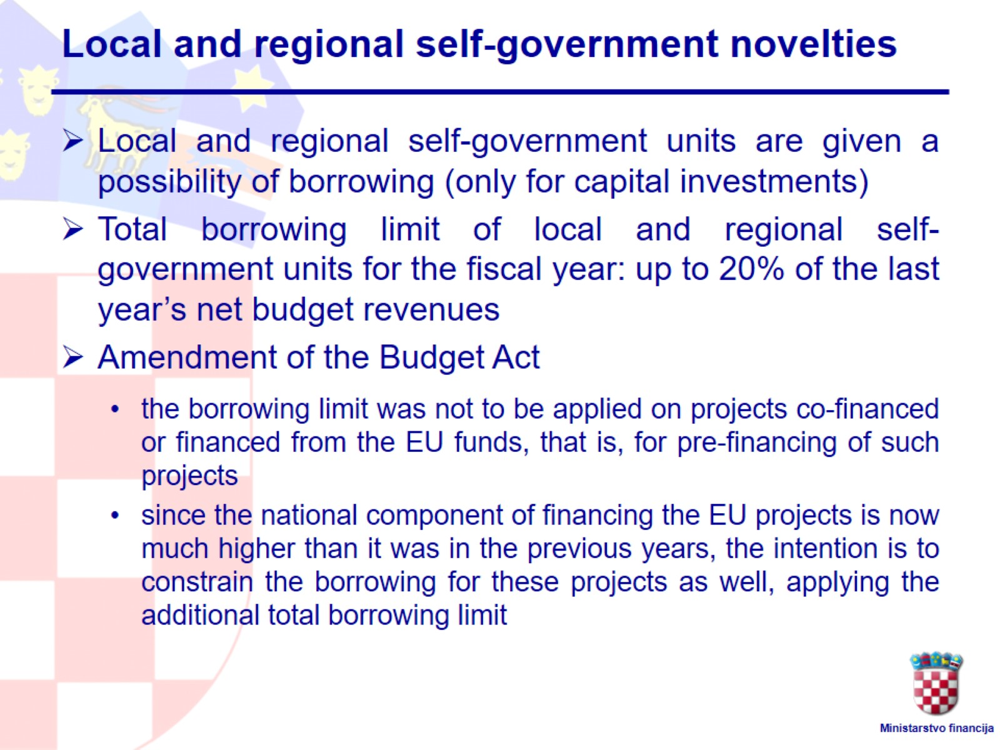 Local and regional self-government novelties
➢ Local and regional self-government units are given a
possibility of borrowing (only for capital investments)
➢ Total borrowing limit of local and regional self-
government units for the fiscal year: up to 20% of the last
year’s net budget revenues
➢ Amendment of the Budget Act
• the borrowing limit was not to be applied on projects co-financed
or financed from the EU funds, that is, for pre-financing of such
projects
• since the national component of financing the EU projects is now
much higher than it was in the previous years, the intention is to
constrain the borrowing for these projects as well, applying the
additional total borrowing limit
Ministarstvo financija